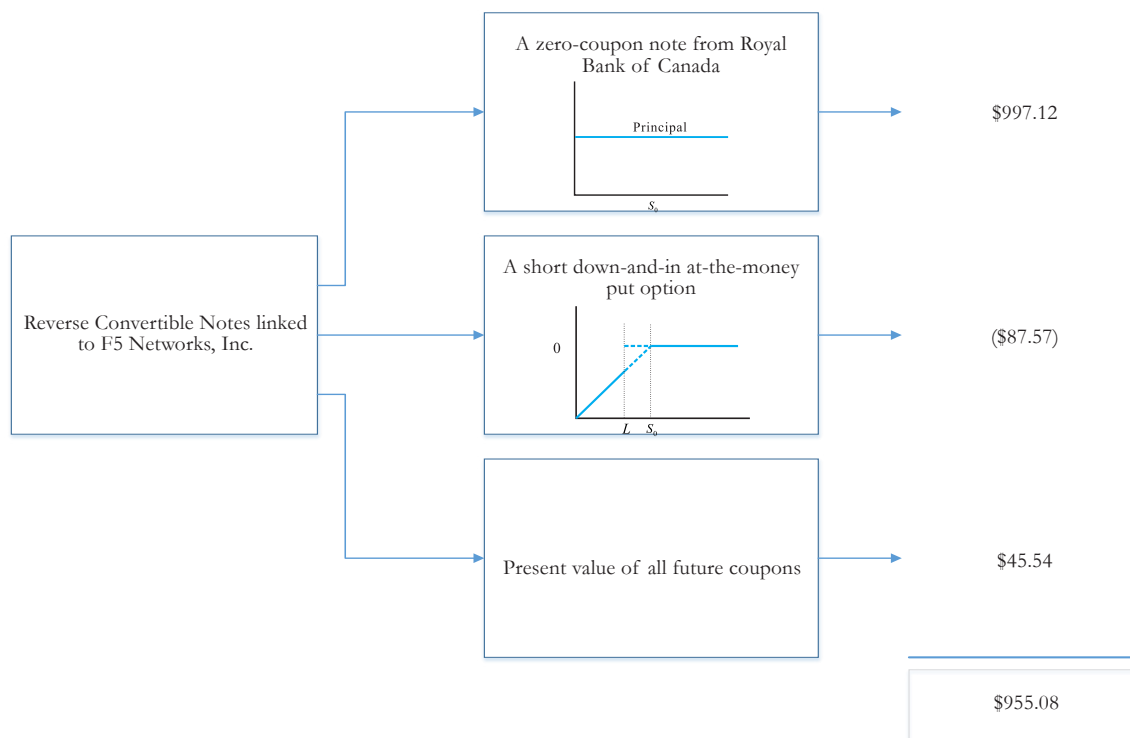 A zero-coupon note from Royal
Bank of Canada
Principal
S₀
$997.12
Reverse Convertible Notes linked
to F5 Networks, Inc.
A short down-and-in at-the-money
put option
0
L
S₀
($87.57)
Present value of all future coupons
$45.54
$955.08